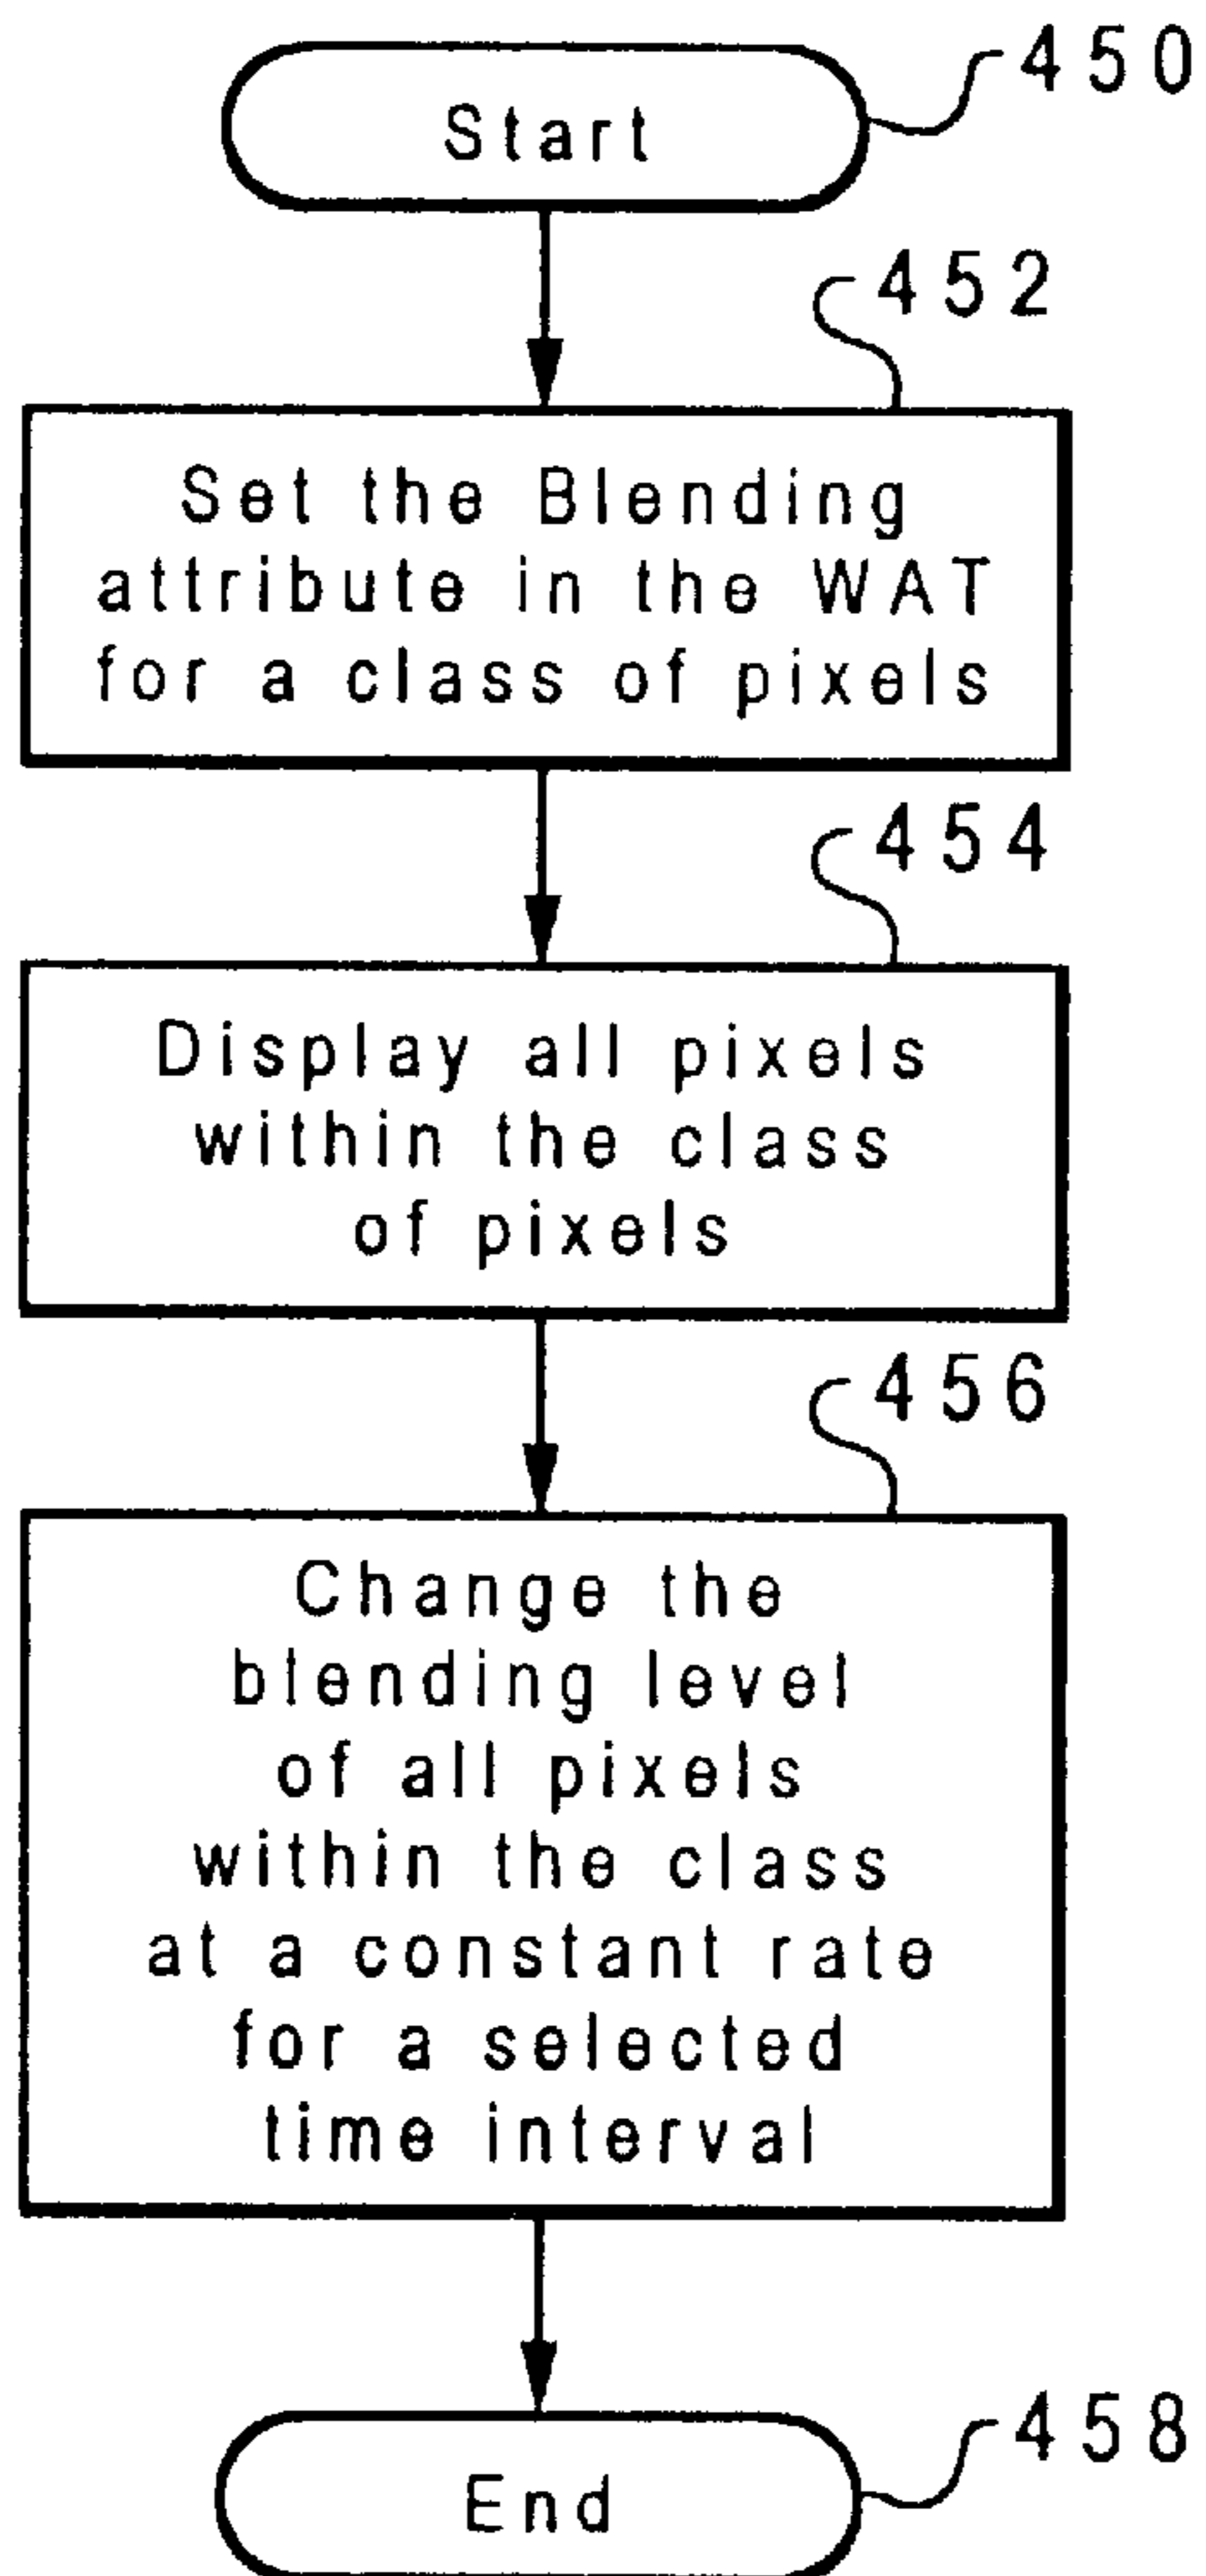 450
Start
452
Set the Blending
attribute in the WAT
for a class of pixels
454
Display all pixels
within the class
of pixels
456
Change the
blending level
of all pixels
within the class
at a constant rate
for a selected
time interval
458
End